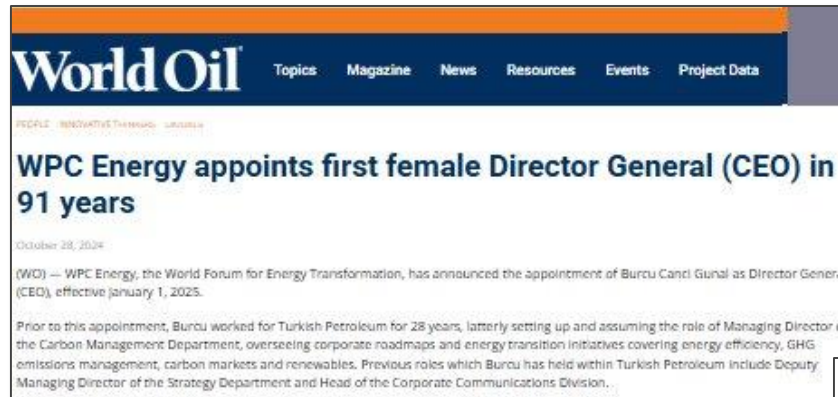 World Oil
Topics Magazine News Resources Events Project Data
PEOPLE INNOVATIVE THINKING
WPC Energy appoints first female Director General (CEO) in
91 years
October 28, 2024
(WO) — WPC Energy, the World Forum for Energy Transformation, has announced the appointment of Burcu Canci Gunal as Director
(CEO), effective January 1, 2025.
Prior to this appointment, Burcu worked for Turkish Petroleum for 28 years, latterly setting up and assuming the role of Managing Director
the Carbon Management Department, overseeing corporate roadmaps and energy transition initiatives covering energy efficiency, GHG
emissions management, carbon markets and renewables. Previous roles which Burcu has held within Turkish Petroleum include Deputy
Managing Director of the Strategy Department and Head of the Corporate Communications Division.